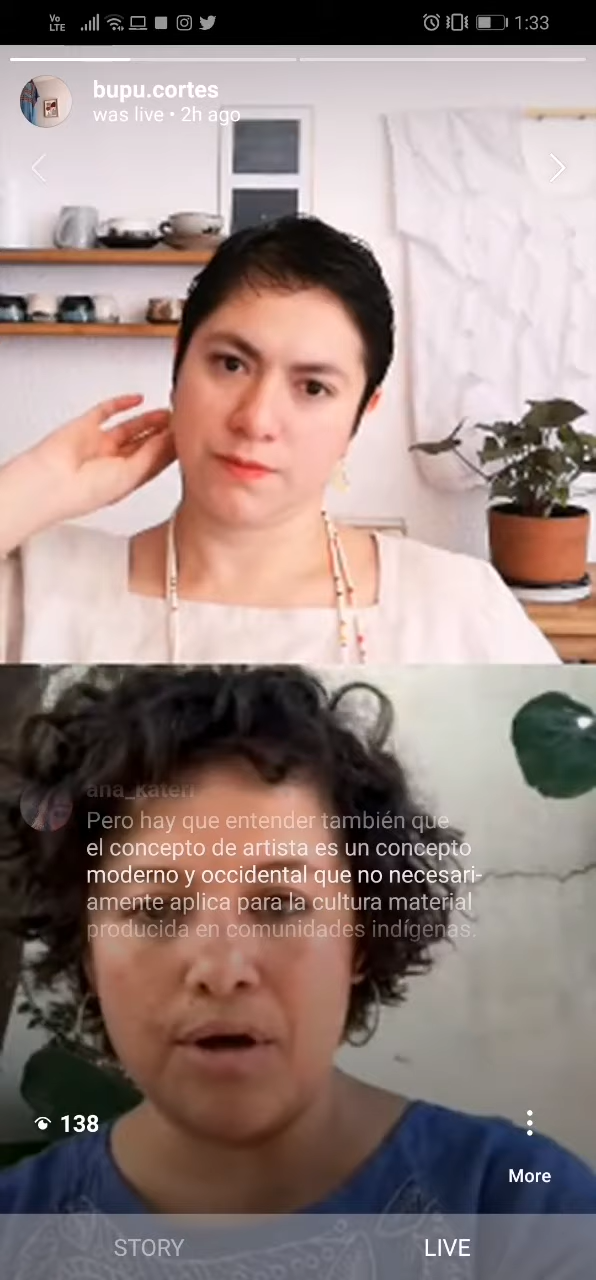 Vo
LTE
1:33
bupu.cortes
was live • 2h ago
ana_kateri
Pero hay que entender también que
el concepto de artista es un concepto
moderno y occidental que no necesari-
amente aplica para la cultura material
producida en comunidades indígenas.
138
More
STORY
LIVE